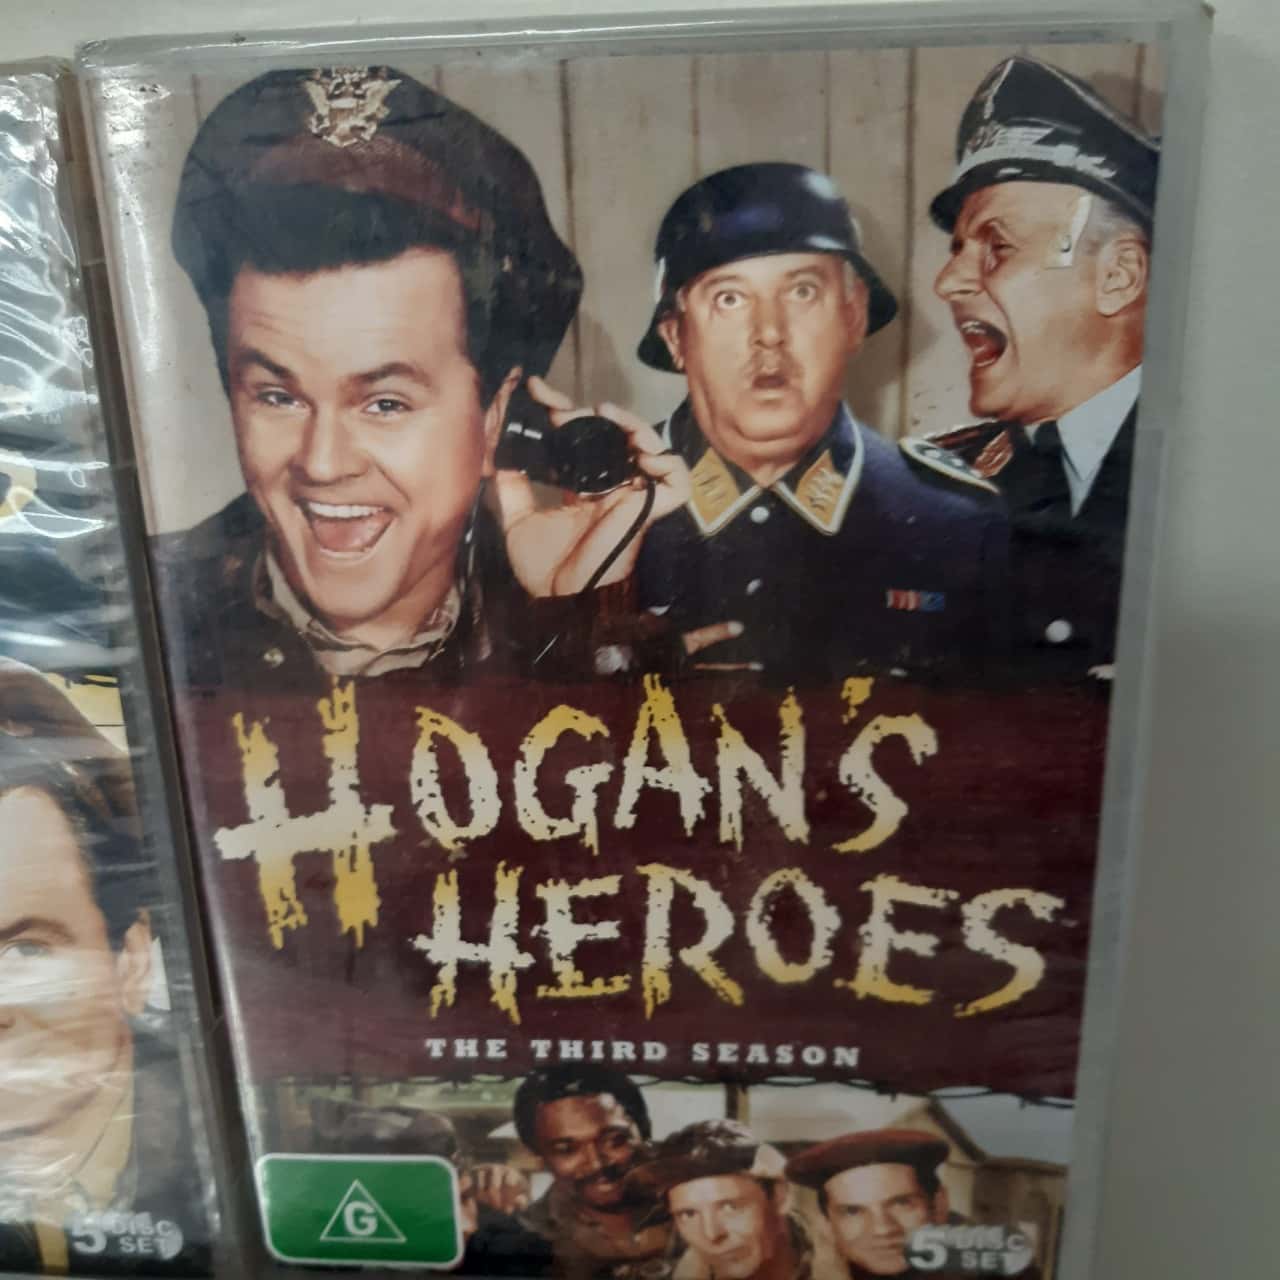 HOGAN'S
HEROES
THE THIRD SEASON
G
5 DISC
SET
5 DISC
SET